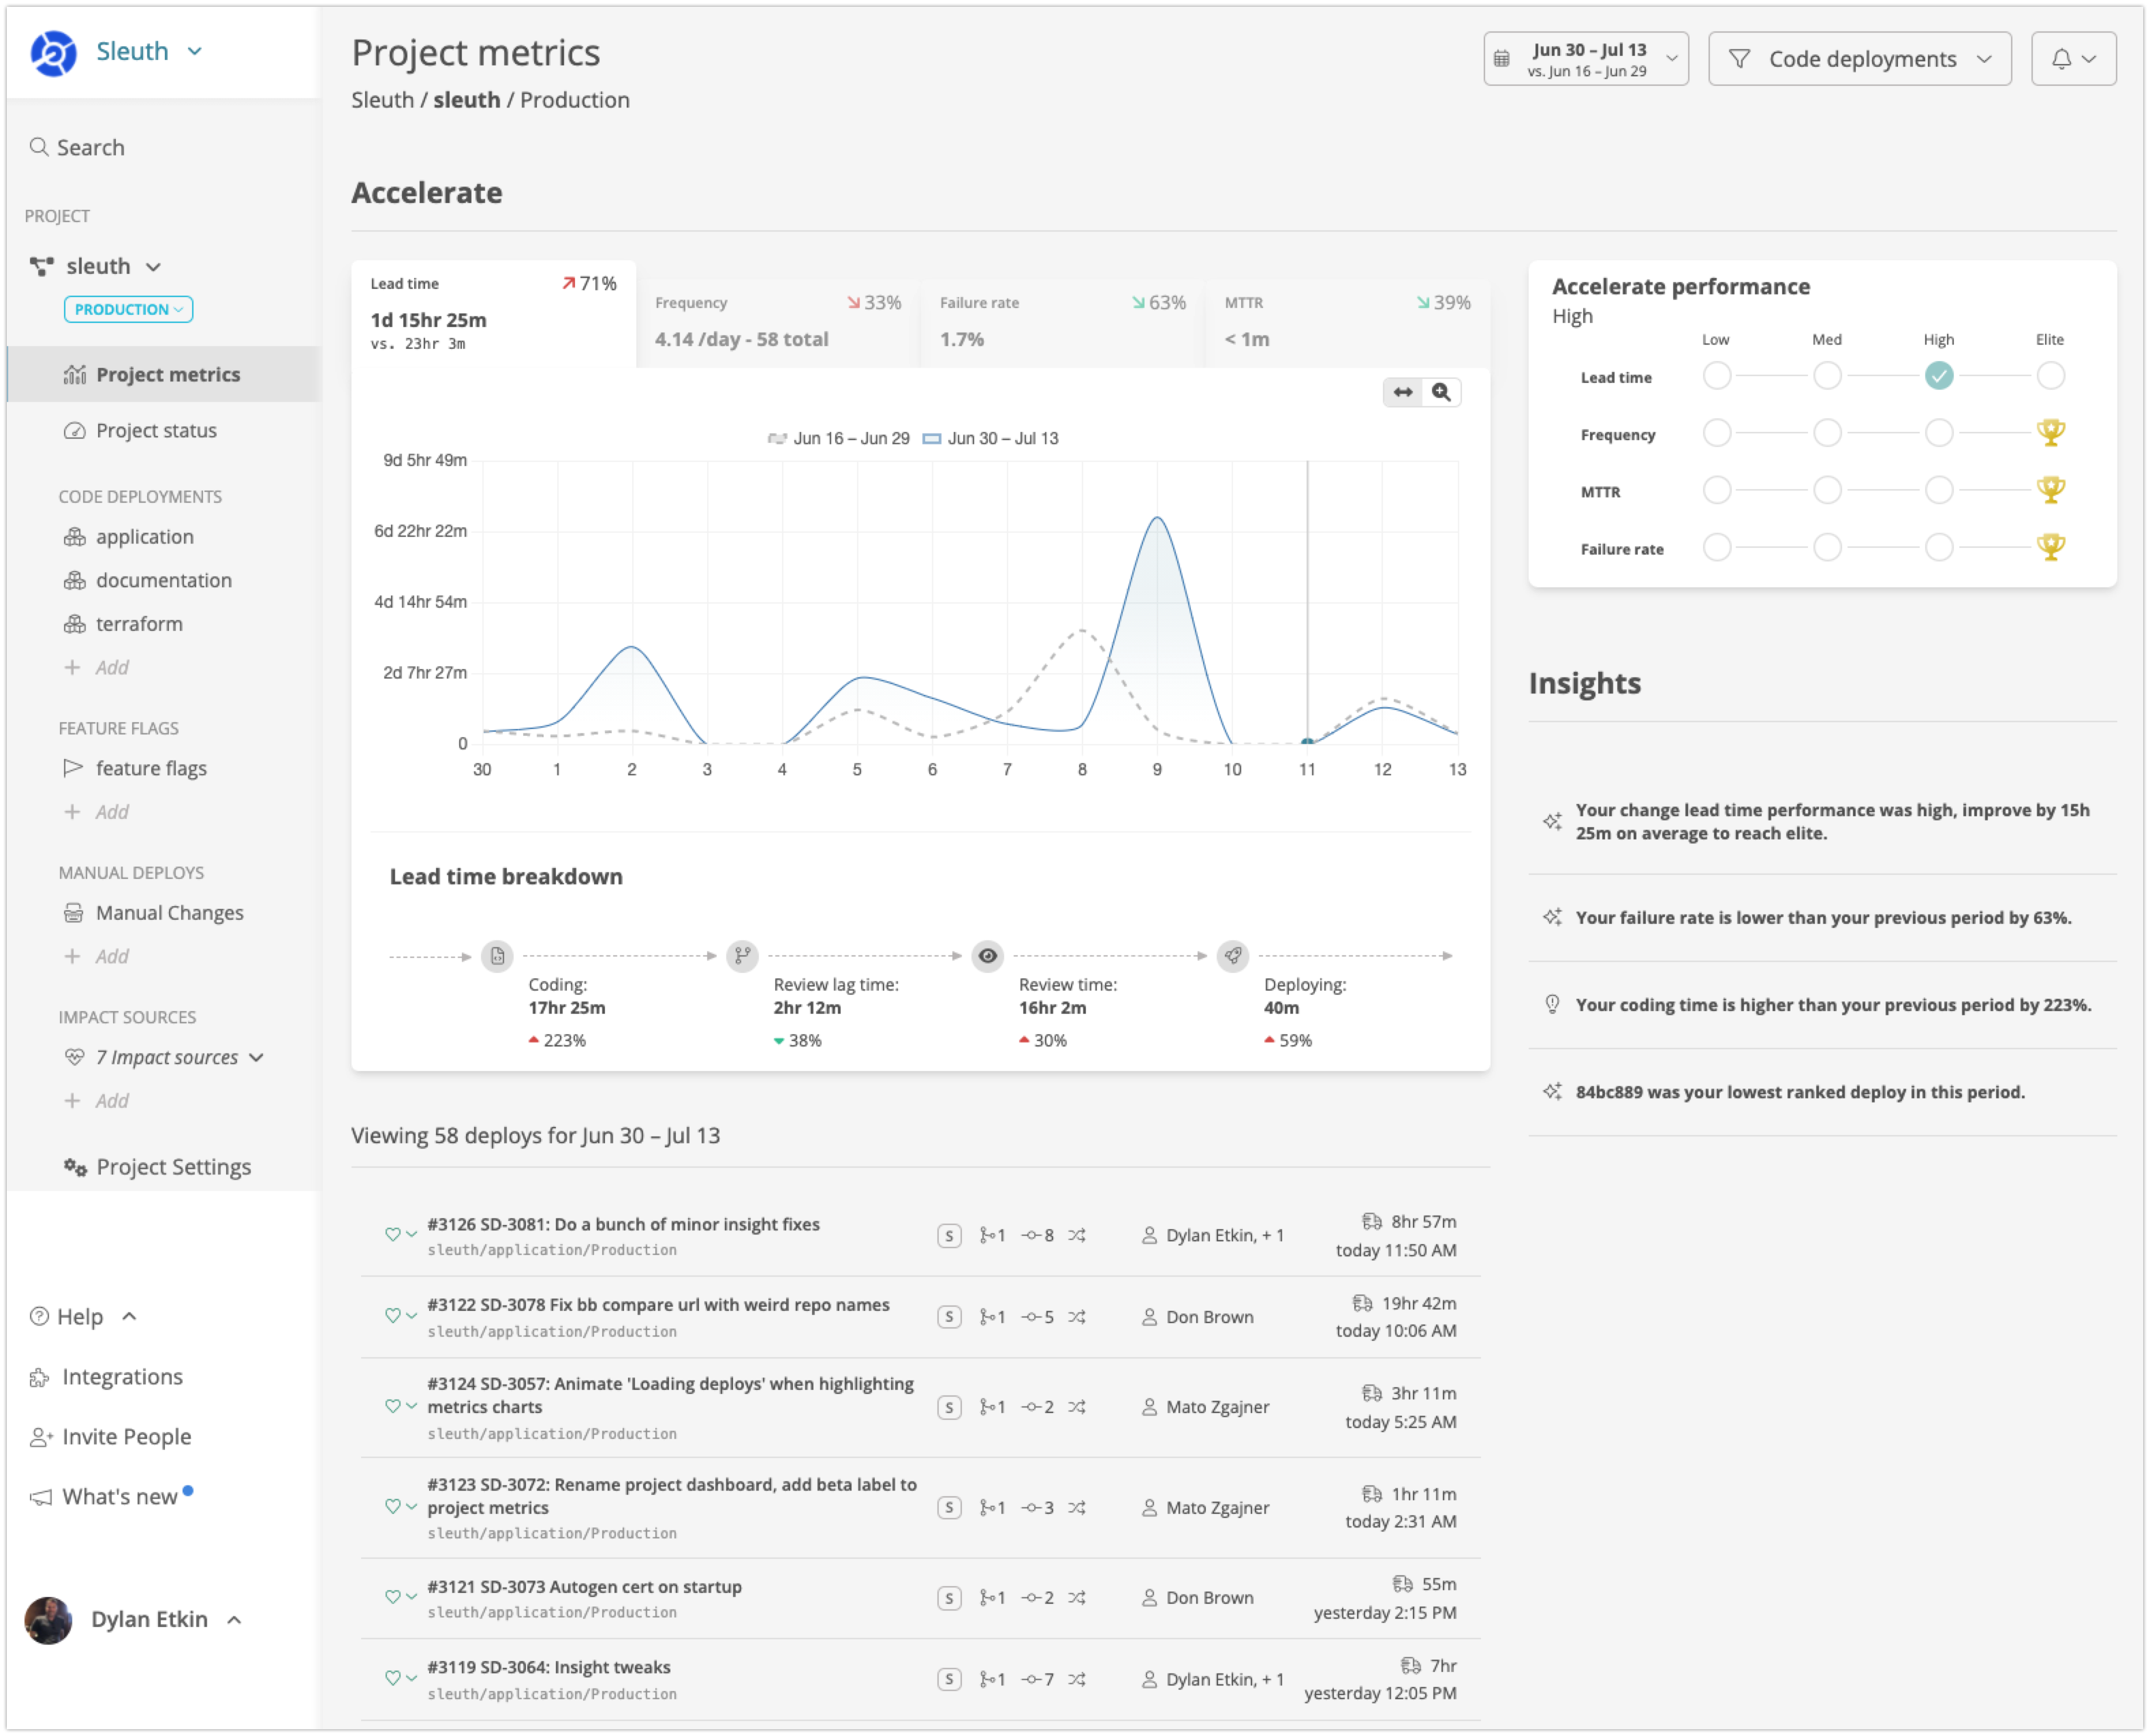 Sleuth
Search
PROJECT
sleuth
PRODUCTION
Project metrics
Project status
CODE DEPLOYMENTS
application
documentation
terraform
+ Add
FEATURE FLAGS
feature flags
+ Add
MANUAL DEPLOYS
Manual Changes
+ Add
IMPACT SOURCES
7 Impact sources
+ Add
Project Settings
Help
Integrations
Invite People
What's new
Dylan Etkin
Project metrics
Sleuth / sleuth / Production
Jun 30 – Jul 13
vs. Jun 16 – Jun 29
Code deployments
Accelerate
Lead time 71%
1d 15hr 25m
vs. 23hr 3m
Frequency 33%
4.14 /day - 58 total
Failure rate 63%
1.7%
MTTR 39%
< 1m
Jun 16 – Jun 29 Jun 30 – Jul 13
9d 5hr 49m
6d 22hr 22m
4d 14hr 54m
2d 7hr 27m
0
30 1 2 3 4 5 6 7 8 9 10 11 12 13
Lead time breakdown
Coding:
17hr 25m
223%
Review lag time:
2hr 12m
38%
Review time:
16hr 2m
30%
Deploying:
40m
59%
Viewing 58 deploys for Jun 30 – Jul 13
#3126 SD-3081: Do a bunch of minor insight fixes
sleuth/application/Production
S 1 8 Dylan Etkin, + 1
8hr 57m
today 11:50 AM
#3122 SD-3078 Fix bb compare url with weird repo names
sleuth/application/Production
S 1 5 Don Brown
19hr 42m
today 10:06 AM
#3124 SD-3057: Animate 'Loading deploys' when highlighting
metrics charts
sleuth/application/Production
S 1 2 Mato Zgajner
3hr 11m
today 5:25 AM
#3123 SD-3072: Rename project dashboard, add beta label to
project metrics
sleuth/application/Production
S 1 3 Mato Zgajner
1hr 11m
today 2:31 AM
#3121 SD-3073 Autogen cert on startup
sleuth/application/Production
S 1 2 Don Brown
55m
yesterday 2:15 PM
#3119 SD-3064: Insight tweaks
sleuth/application/Production
S 1 7 Dylan Etkin, + 1
7hr
yesterday 12:05 PM
Accelerate performance
High
Low Med High Elite
Lead time
Frequency
MTTR
Failure rate
Insights
Your change lead time performance was high, improve by 15h
25m on average to reach elite.
Your failure rate is lower than your previous period by 63%.
Your coding time is higher than your previous period by 223%.
84bc889 was your lowest ranked deploy in this period.